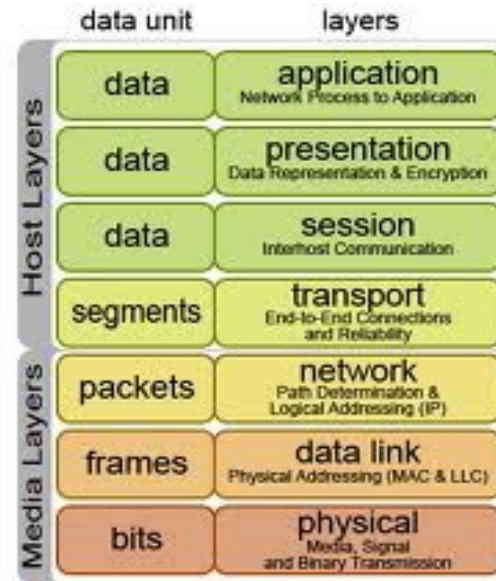 data unit layers
Host Layers
data application
Network Process to Application
data presentation
Data Representation & Encryption
data session
Interhost Communication
segments transport
End-to-End Connections
and Reliability
Media Layers
packets network
Path Determination &
Logical Addressing (IP)
frames data link
Physical Addressing (MAC & LLC)
bits physical
Media, Signal
and Binary Transmission